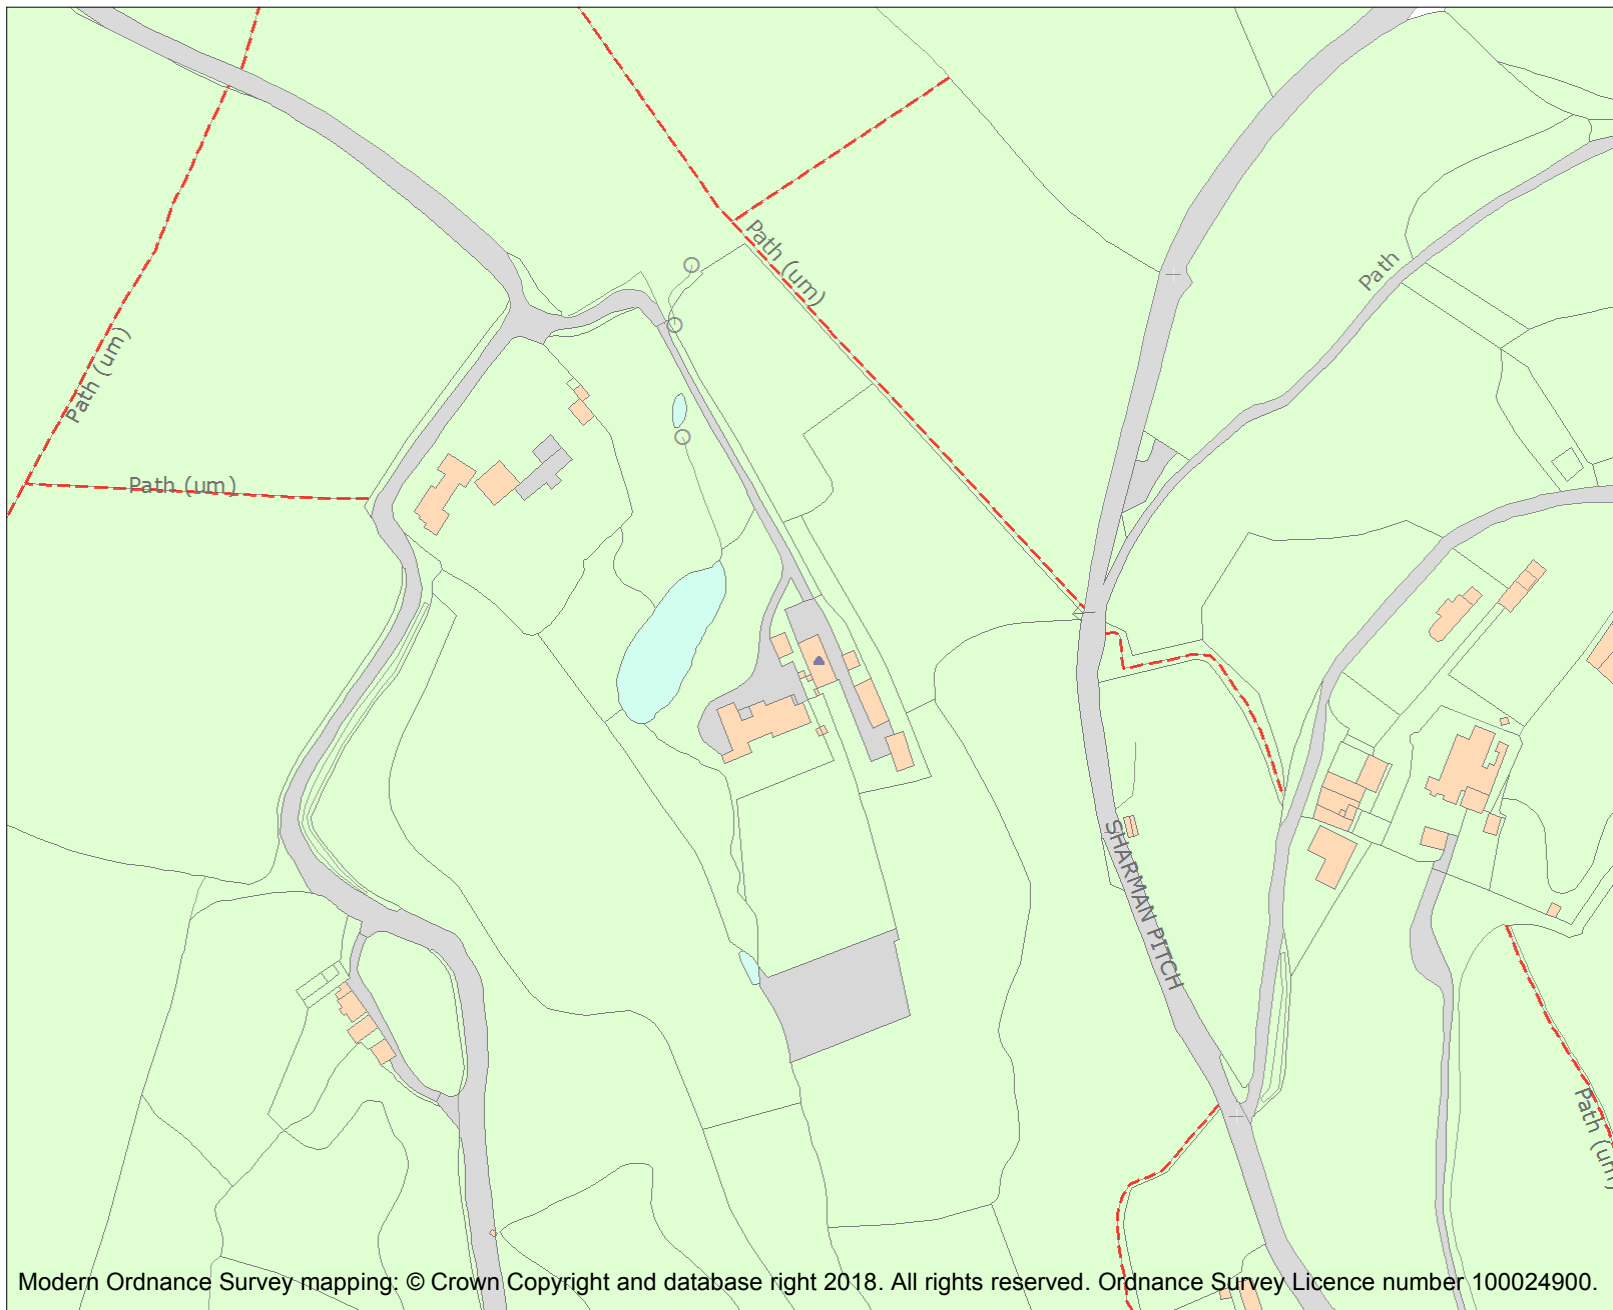 Path (um)
Path
Path (um)
Path (um)
SHARMAN PITCH
Path (um)
Modern Ordnance Survey mapping: © Crown Copyright and database right 2018. All rights reserved. Ordnance Survey Licence number 100024900.